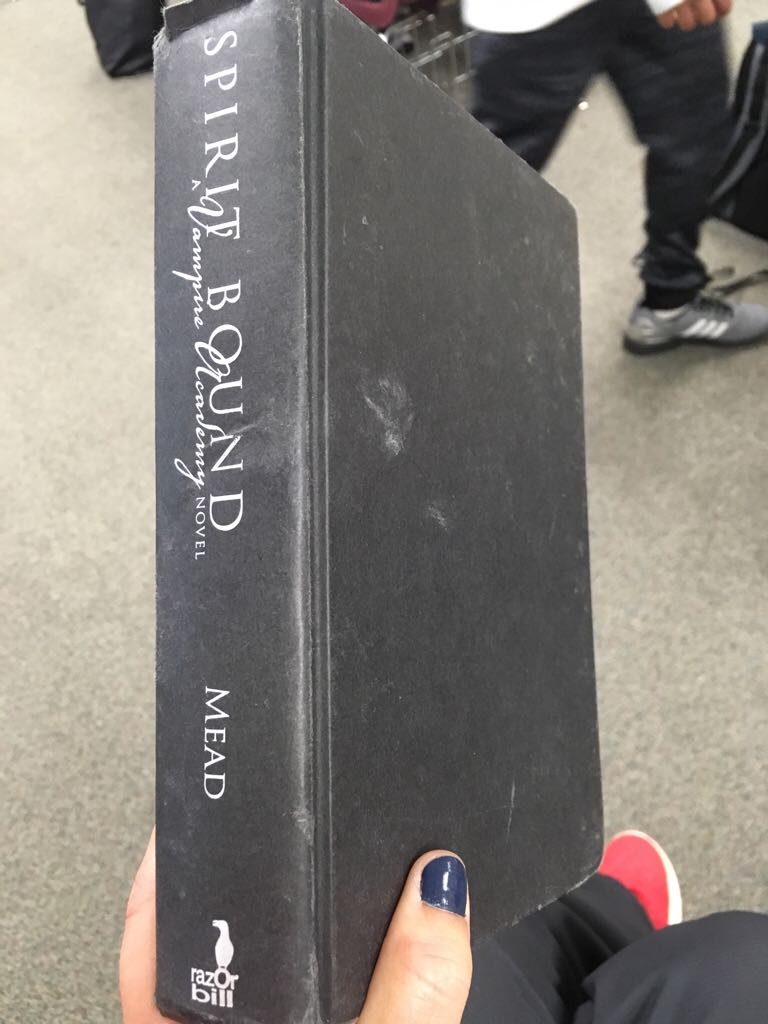 SPIRIT BOUND
A Vampire Academy NOVEL
MEAD
razOr
bill